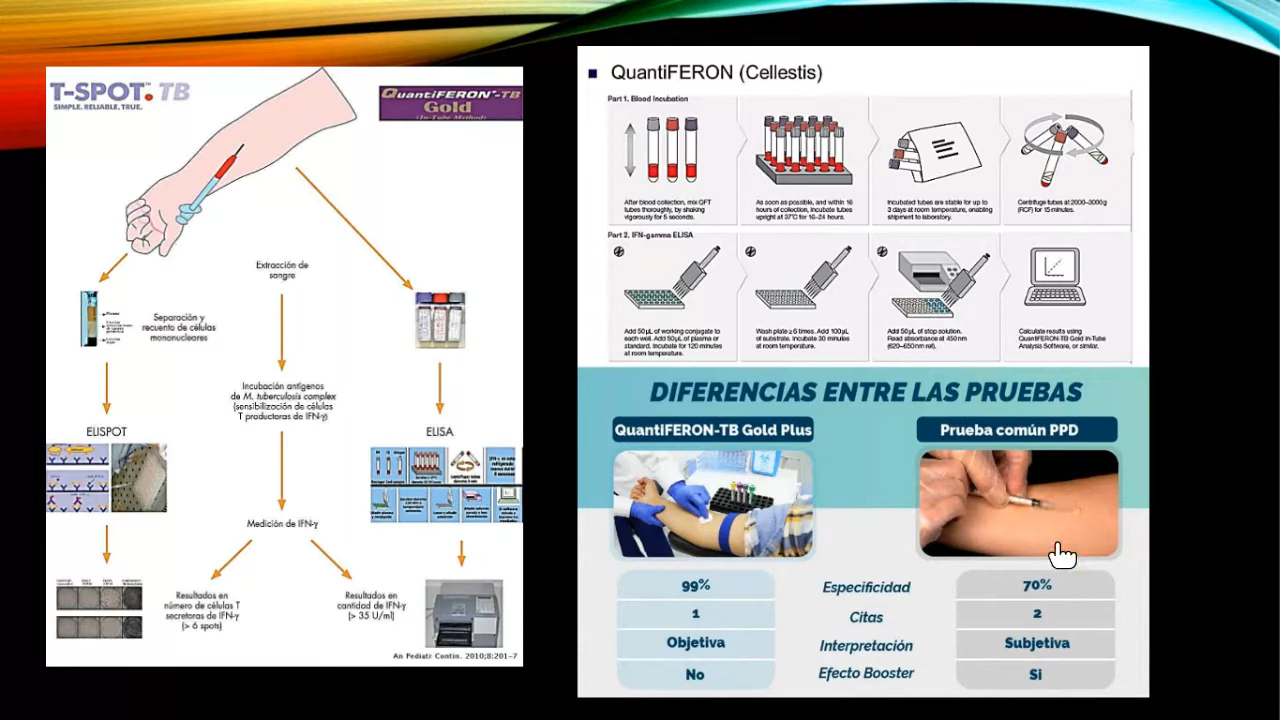 T-SPOT.TB
SIMPLE. RELIABLE. TRUE.
QuantiFERON®-TB
Gold
(In-Tube Method)
Extracción de
sangre
Separación y
recuento de células
mononucleares
Incubación antígenos
de M. tuberculosis complex
(sensibilización de células
T productoras de IFN-γ)
ELISPOT
ELISA
Medición de IFN-γ
Resultados en
número de células T
secretoras de IFN-γ
(> 6 spots)
Resultados en
cantidad de IFN-γ
(> 35 U/ml)
An Pediatr Contin. 2010;8:201-7
QuantiFERON (Cellestis)
Part 1. Blood Incubation
After blood collection, mix QFT
tubes thoroughly, by shaking
vigorously for 5 seconds.
As soon as possible, and within 16
hours of collection, incubate tubes
upright at 37°C for 16–24 hours.
Incubated tubes are stable for up to
3 days at room temperature, enabling
shipment to laboratory.
Centrifuge tubes at 2000–3000g
(RCF) for 15 minutes.
Part 2. IFN-gamma ELISA
Add 50µL of working conjugate to
each well. Add 50µL of plasma or
standard. Incubate for 120 minutes
at room temperature.
Wash plate ≥6 times. Add 100µL
of substrate. Incubate 30 minutes
at room temperature.
Add 50µL of stop solution.
Read absorbance at 450nm
(620–650nm ref).
Calculate results using
QuantiFERON-TB Gold In-Tube
Analysis Software, or similar.
DIFERENCIAS ENTRE LAS PRUEBAS
QuantiFERON-TB Gold Plus
Prueba común PPD
99% Especificidad 70%
1 Citas 2
Objetiva Interpretación Subjetiva
No Efecto Booster Si